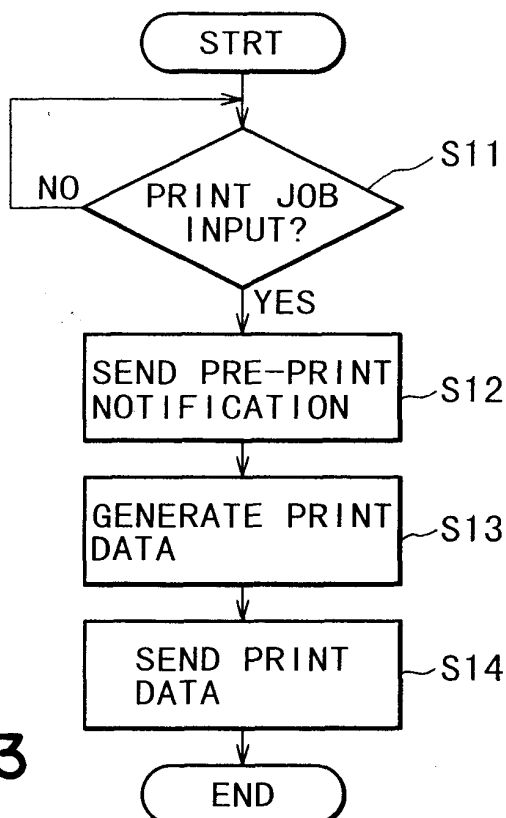 STRT
S11
NO
PRINT JOB
INPUT?
YES
SEND PRE-PRINT
NOTIFICATION
S12
GENERATE PRINT
DATA
S13
SEND PRINT
DATA
S14
3
END